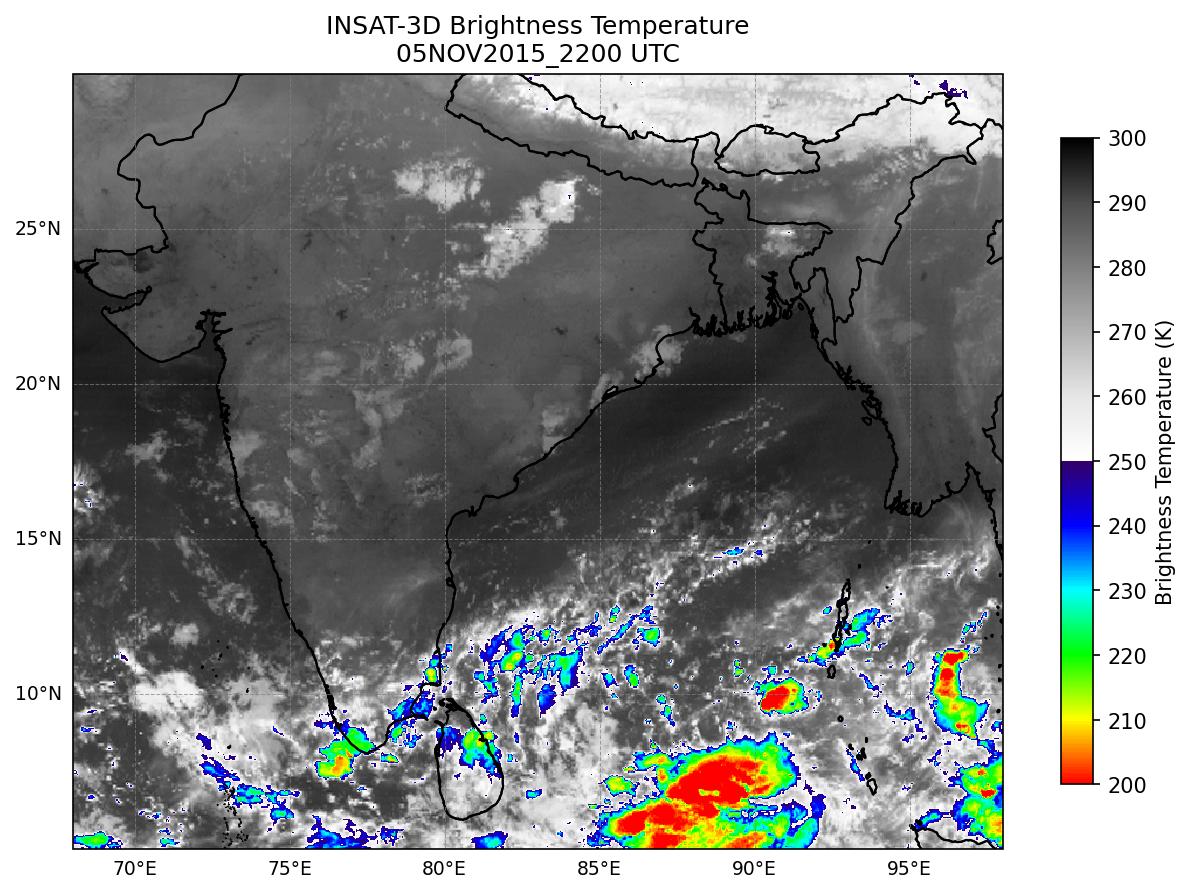 INSAT-3D Brightness Temperature
05NOV2015_2200 UTC
25°N
20°N
15°N
10°N
70°E
75°E
80°E
85°E
90°E
95°E
300
290
280
270
260
250
240
230
220
210
200
Brightness Temperature (K)